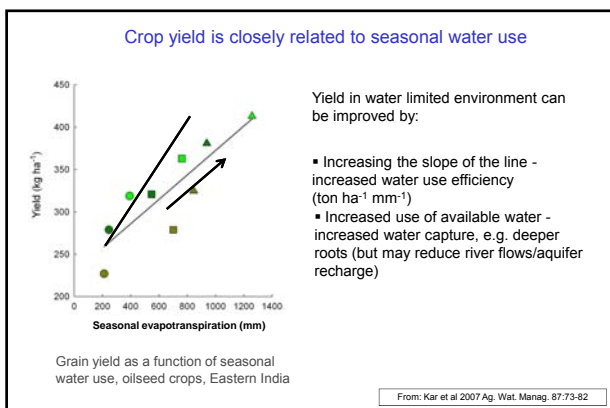 Crop yield is closely related to seasonal water use
450
400
350
300
250
200
Yield (kg ha-1)
0 200 400 600 800 1000 1200 1400
Seasonal evapotranspiration (mm)
Grain yield as a function of seasonal
water use, oilseed crops, Eastern India
Yield in water limited environment can
be improved by:
▪ Increasing the slope of the line -
increased water use efficiency
(ton ha-1 mm-1)
▪ Increased use of available water -
increased water capture, e.g. deeper
roots (but may reduce river flows/aquifer
recharge)
From: Kar et al 2007 Ag. Wat. Manag. 87:73-82